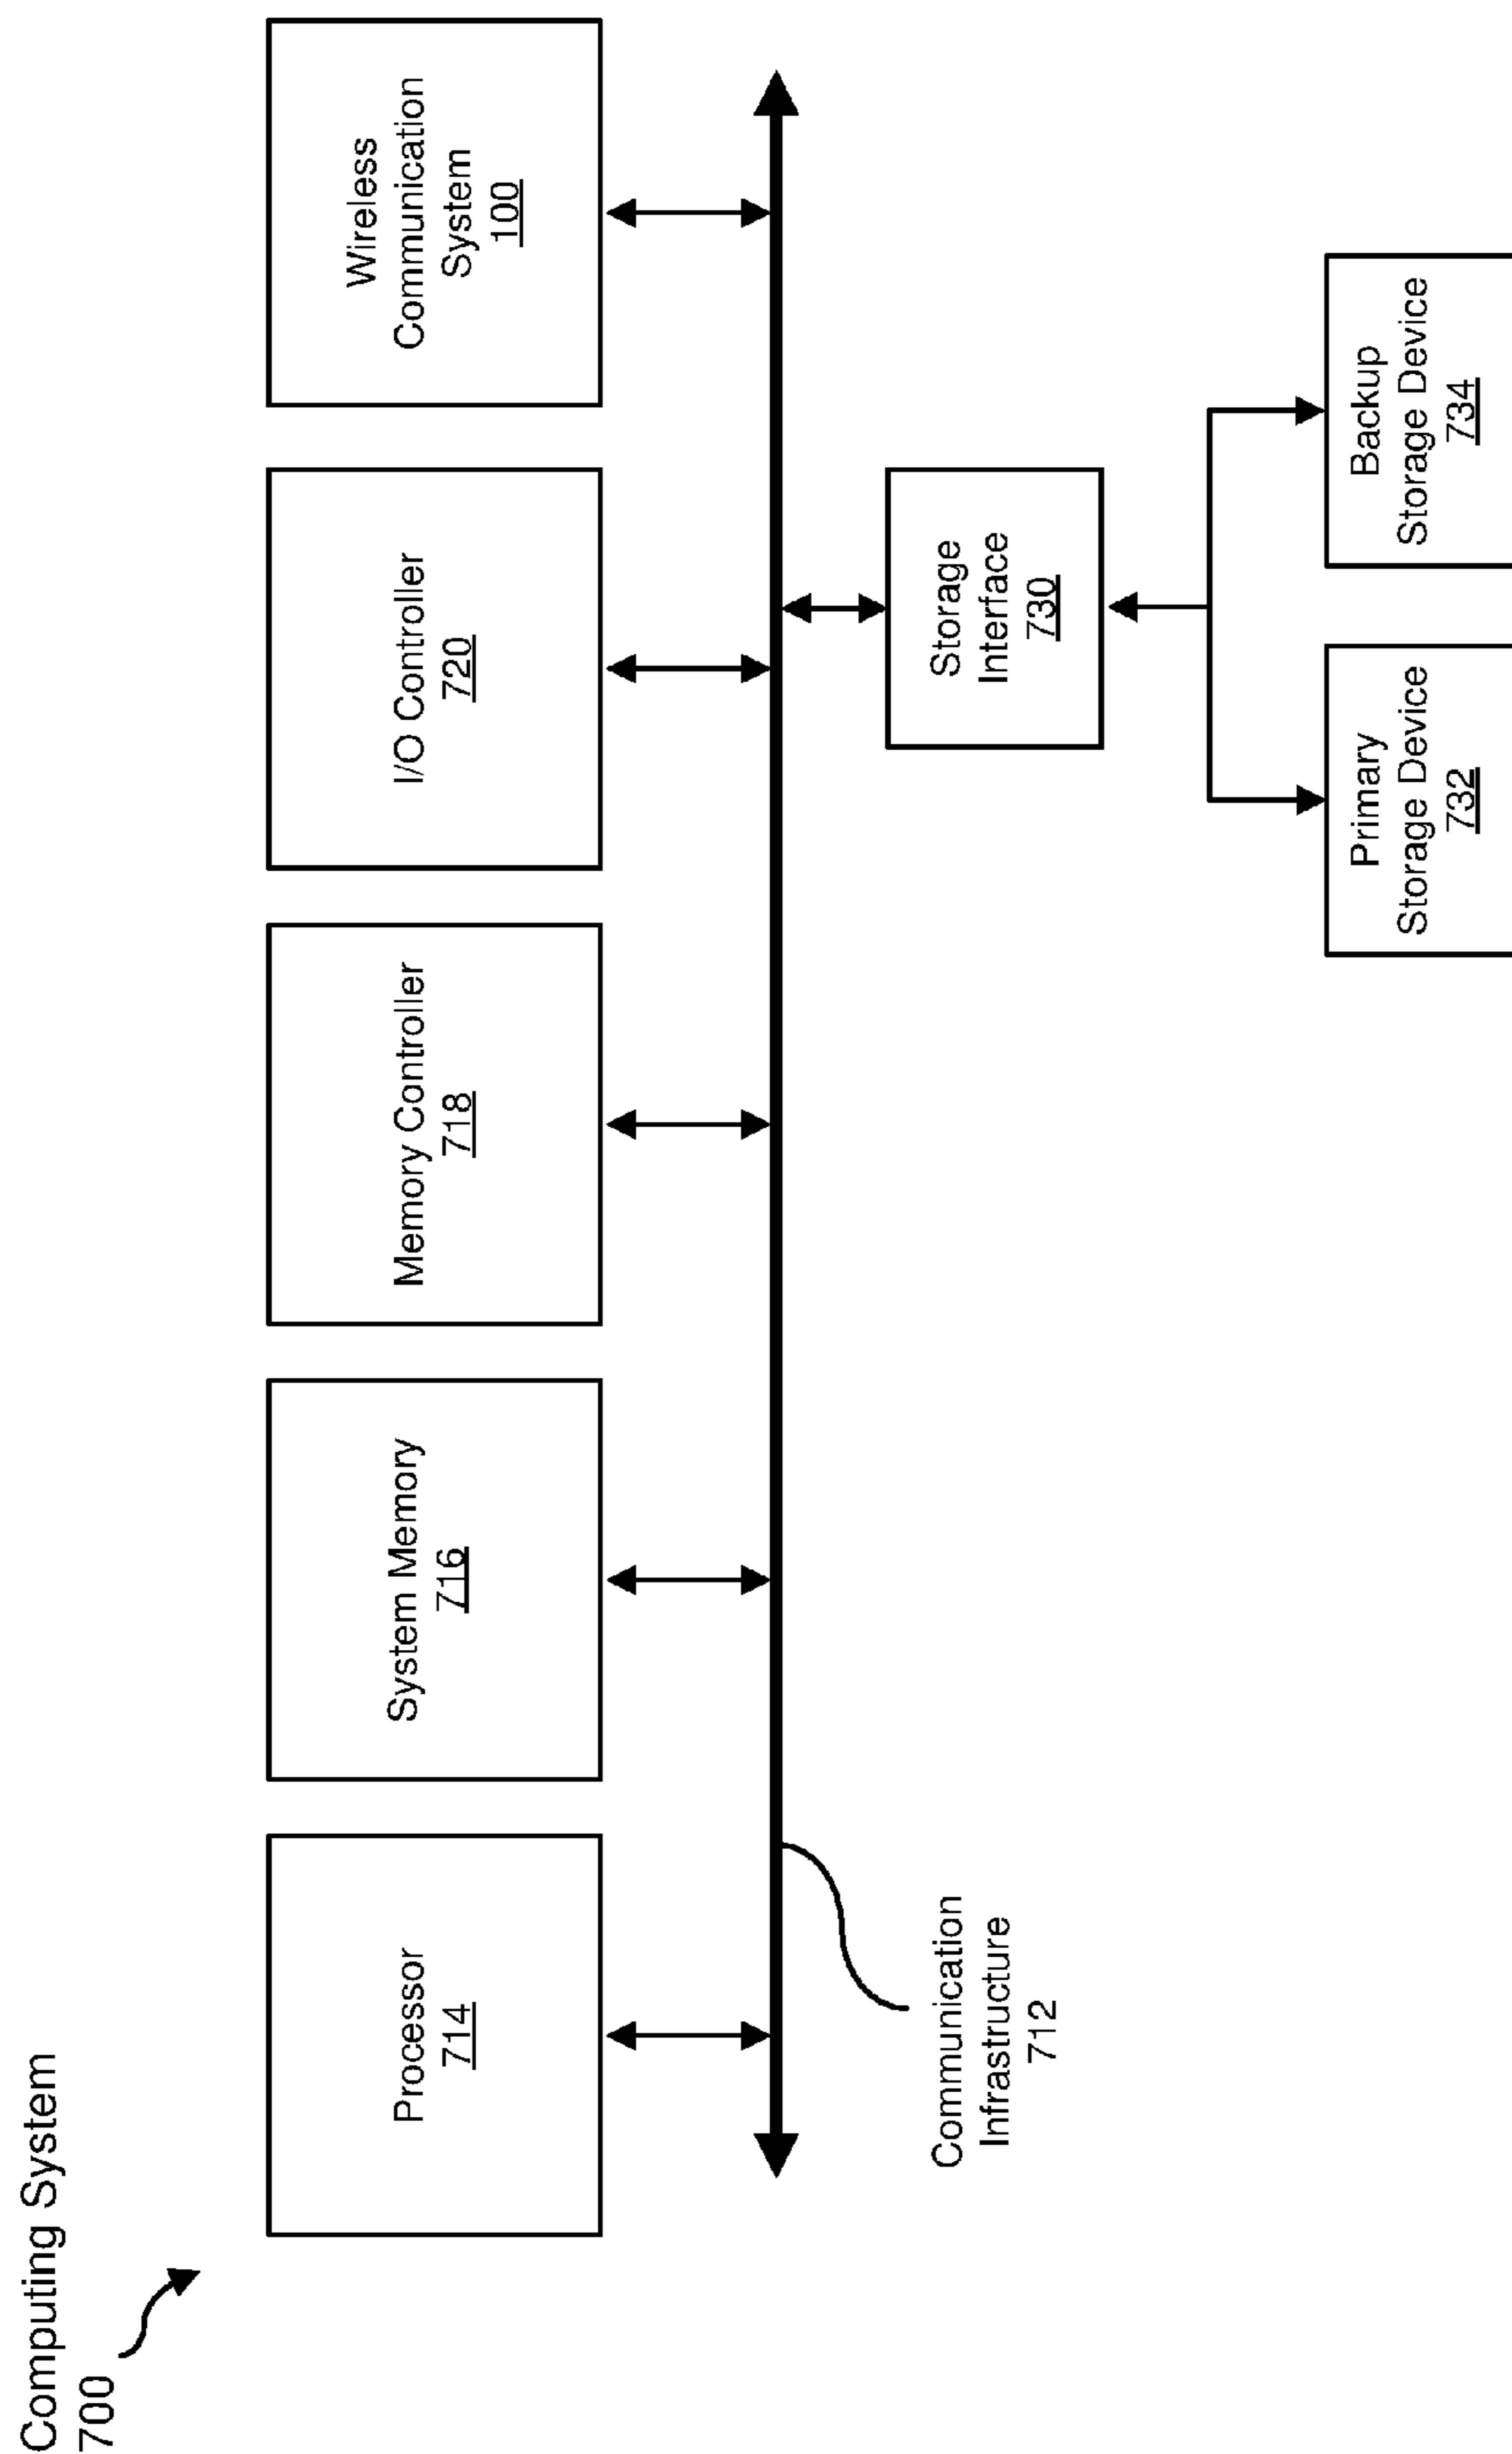 Computing System
700
Processor
714
System Memory
716
Memory Controller
718
I/O Controller
720
Wireless
Communication
System
100
Communication
Infrastructure
712
Storage
Interface
730
Primary
Storage Device
732
Backup
Storage Device
734